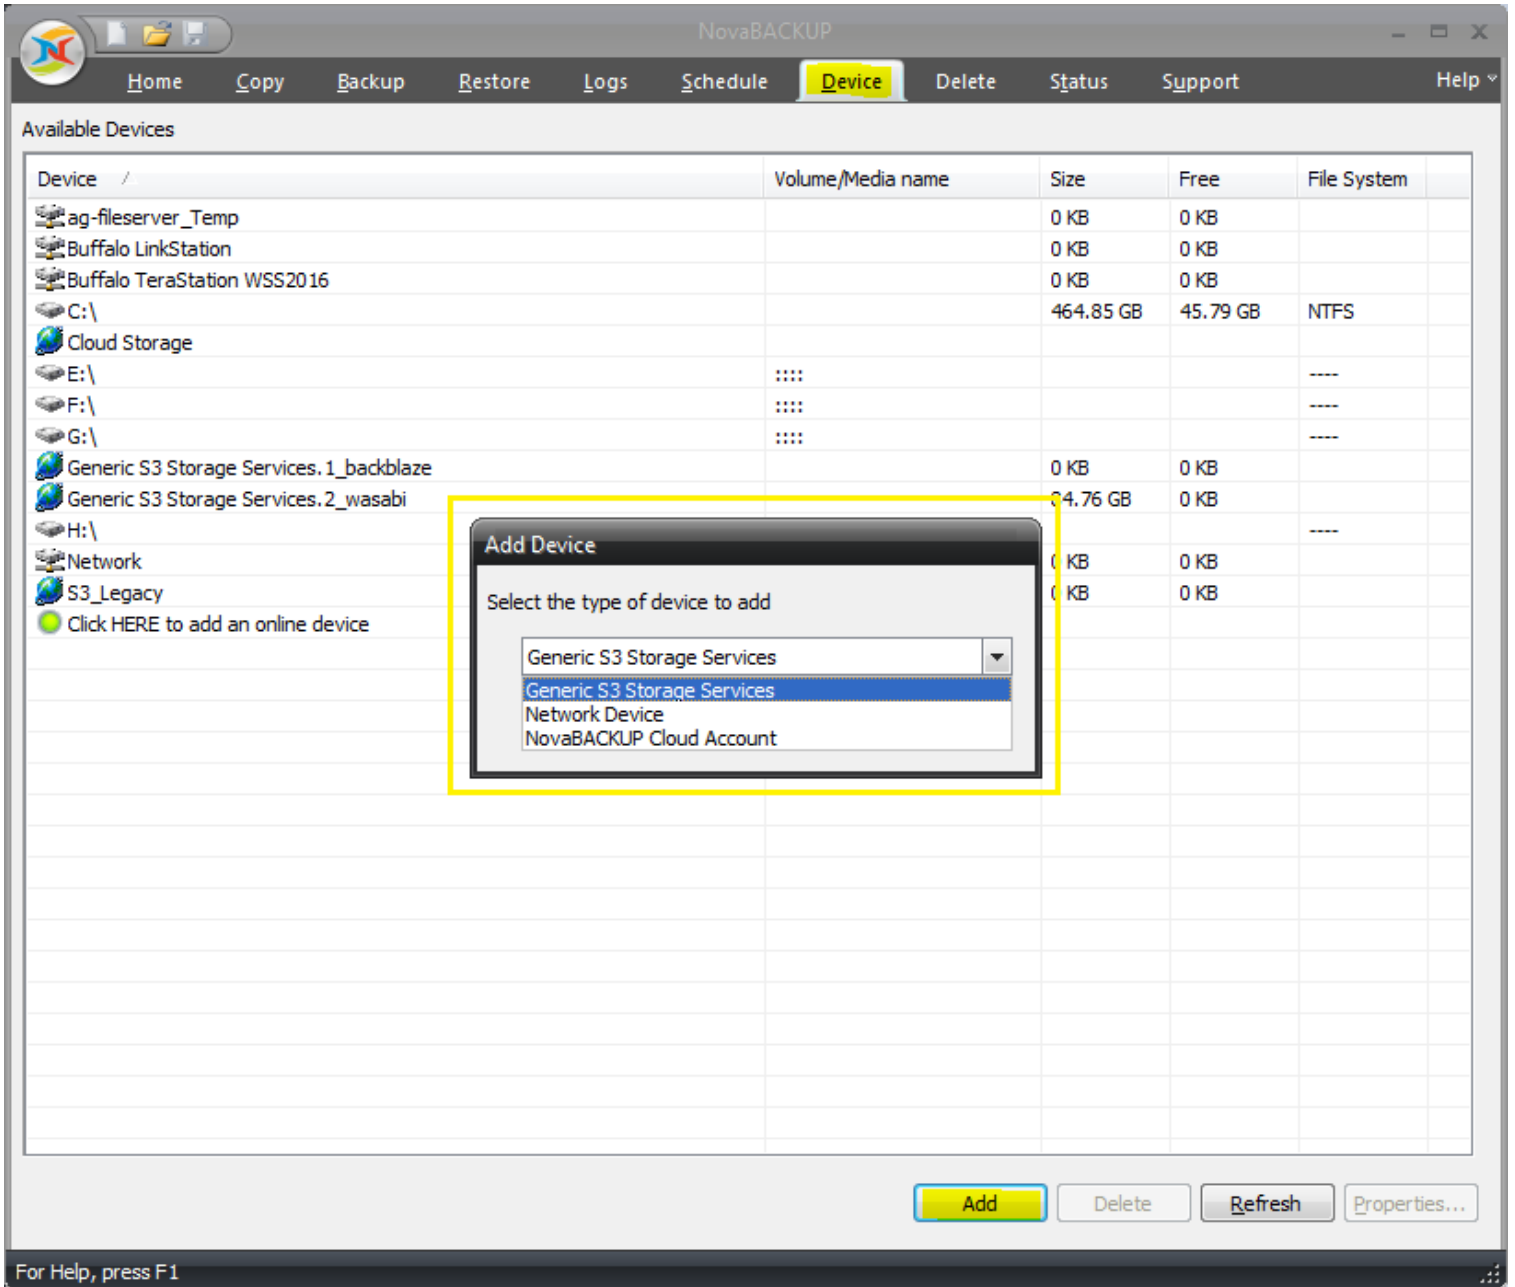 NovaBACKUP
Home Copy Backup Restore Logs Schedule Device Delete Status Support Help
Available Devices
Device Volume/Media name Size Free File System
ag-fileserver_Temp 0 KB 0 KB
Buffalo LinkStation 0 KB 0 KB
Buffalo TeraStation WSS2016 0 KB 0 KB
C:\ 464.85 GB 45.79 GB NTFS
Cloud Storage
E:\ :::: ----
F:\ :::: ----
G:\ :::: ----
Generic S3 Storage Services.1_backblaze 0 KB 0 KB
Generic S3 Storage Services.2_wasabi 4.76 GB 0 KB
H:\ ----
Network KB 0 KB
S3_Legacy KB 0 KB
Click HERE to add an online device
Add Device
Select the type of device to add
Generic S3 Storage Services
Generic S3 Storage Services
Network Device
NovaBACKUP Cloud Account
Add Delete Refresh Properties...
For Help, press F1